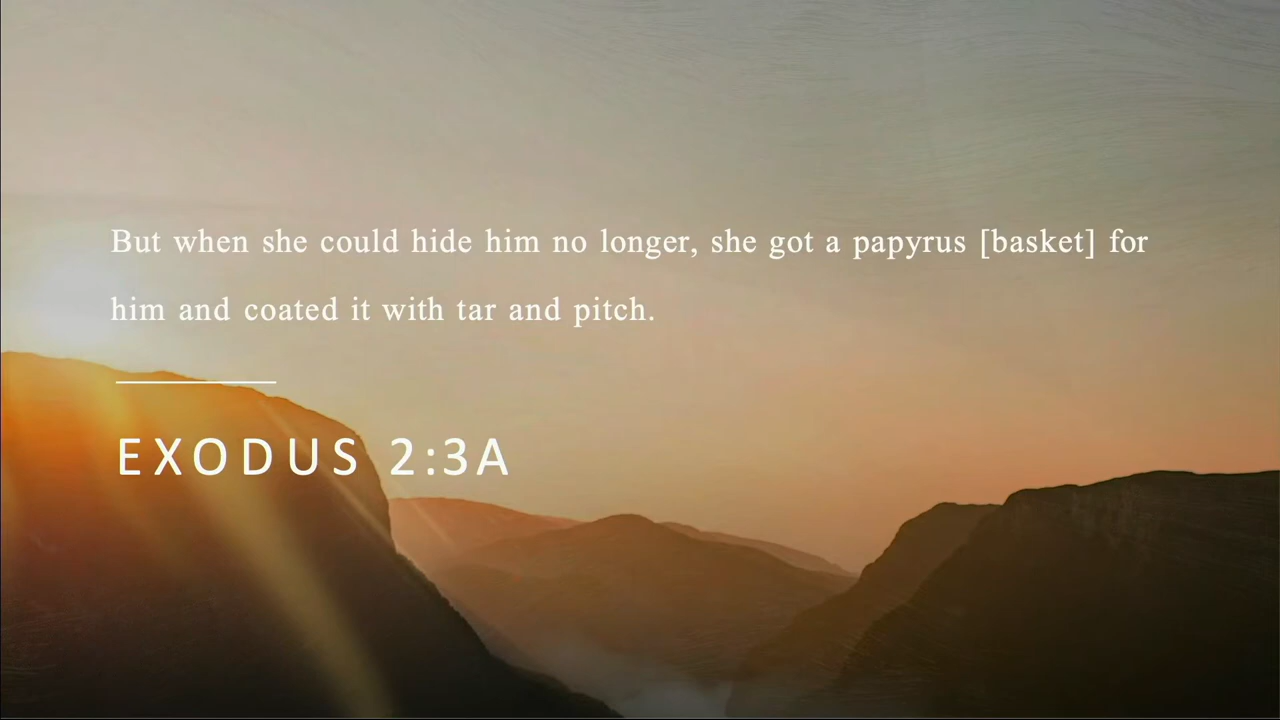 But when she could hide him no longer, she got a papyrus [basket] for
him and coated it with tar and pitch.
EXODUS 2:3A